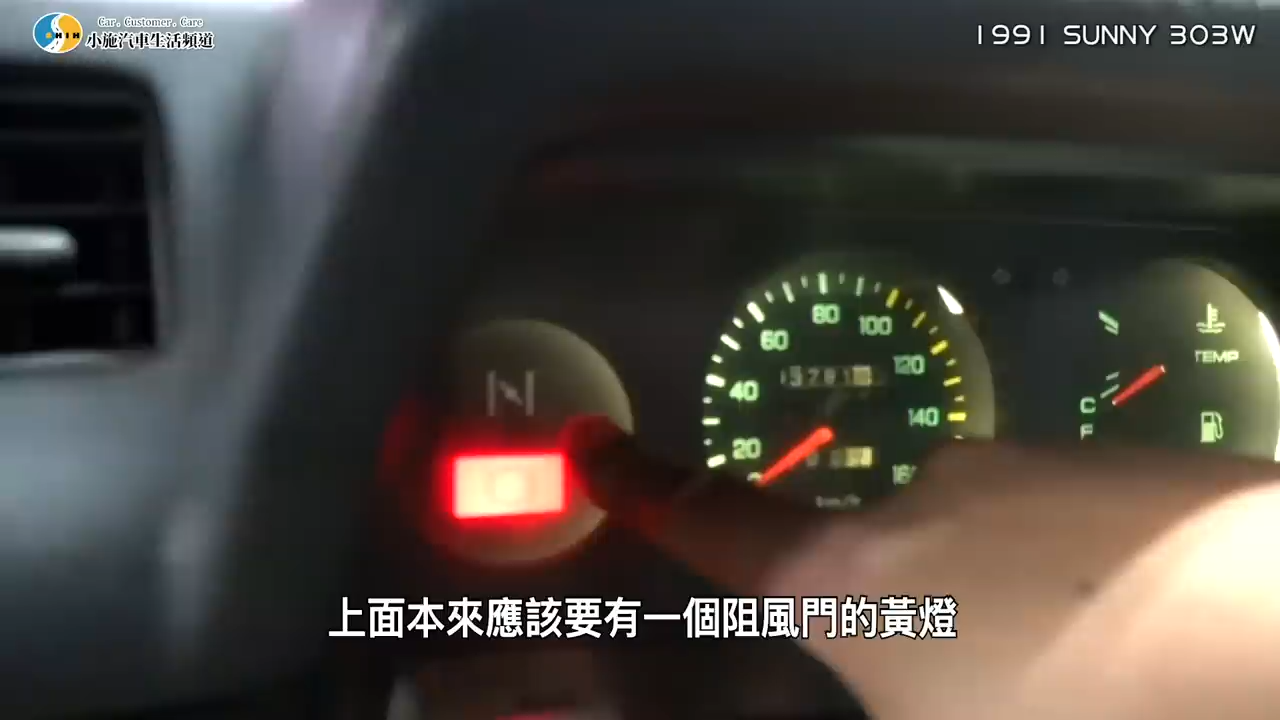 Car. Customer. Care
SHIH
小施汽車生活頻道
1991 SUNNY 303W
80
60
100
120
40
140
20
TEMP
C
F
km/h
上面本來應該要有一個阻風門的黃燈